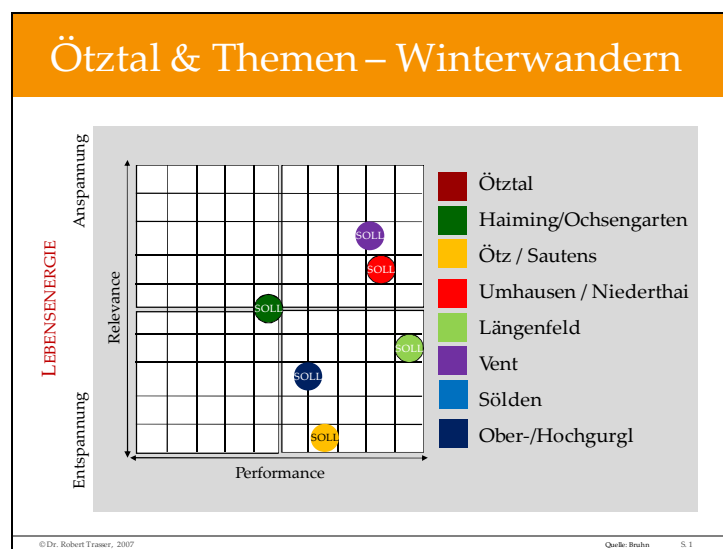 Ötztal & Themen – Winterwandern
Anspannung
LEBENSENERGIE
Entspannung
Relevance
Performance
SOLL
SOLL
SOLL
SOLL
SOLL
SOLL
Ötztal
Haiming/Ochsengarten
Ötz / Sautens
Umhausen / Niederthai
Längenfeld
Vent
Sölden
Ober-/Hochgurgl
© Dr. Robert Trasser, 2007
Quelle: Bruhn
S. 1